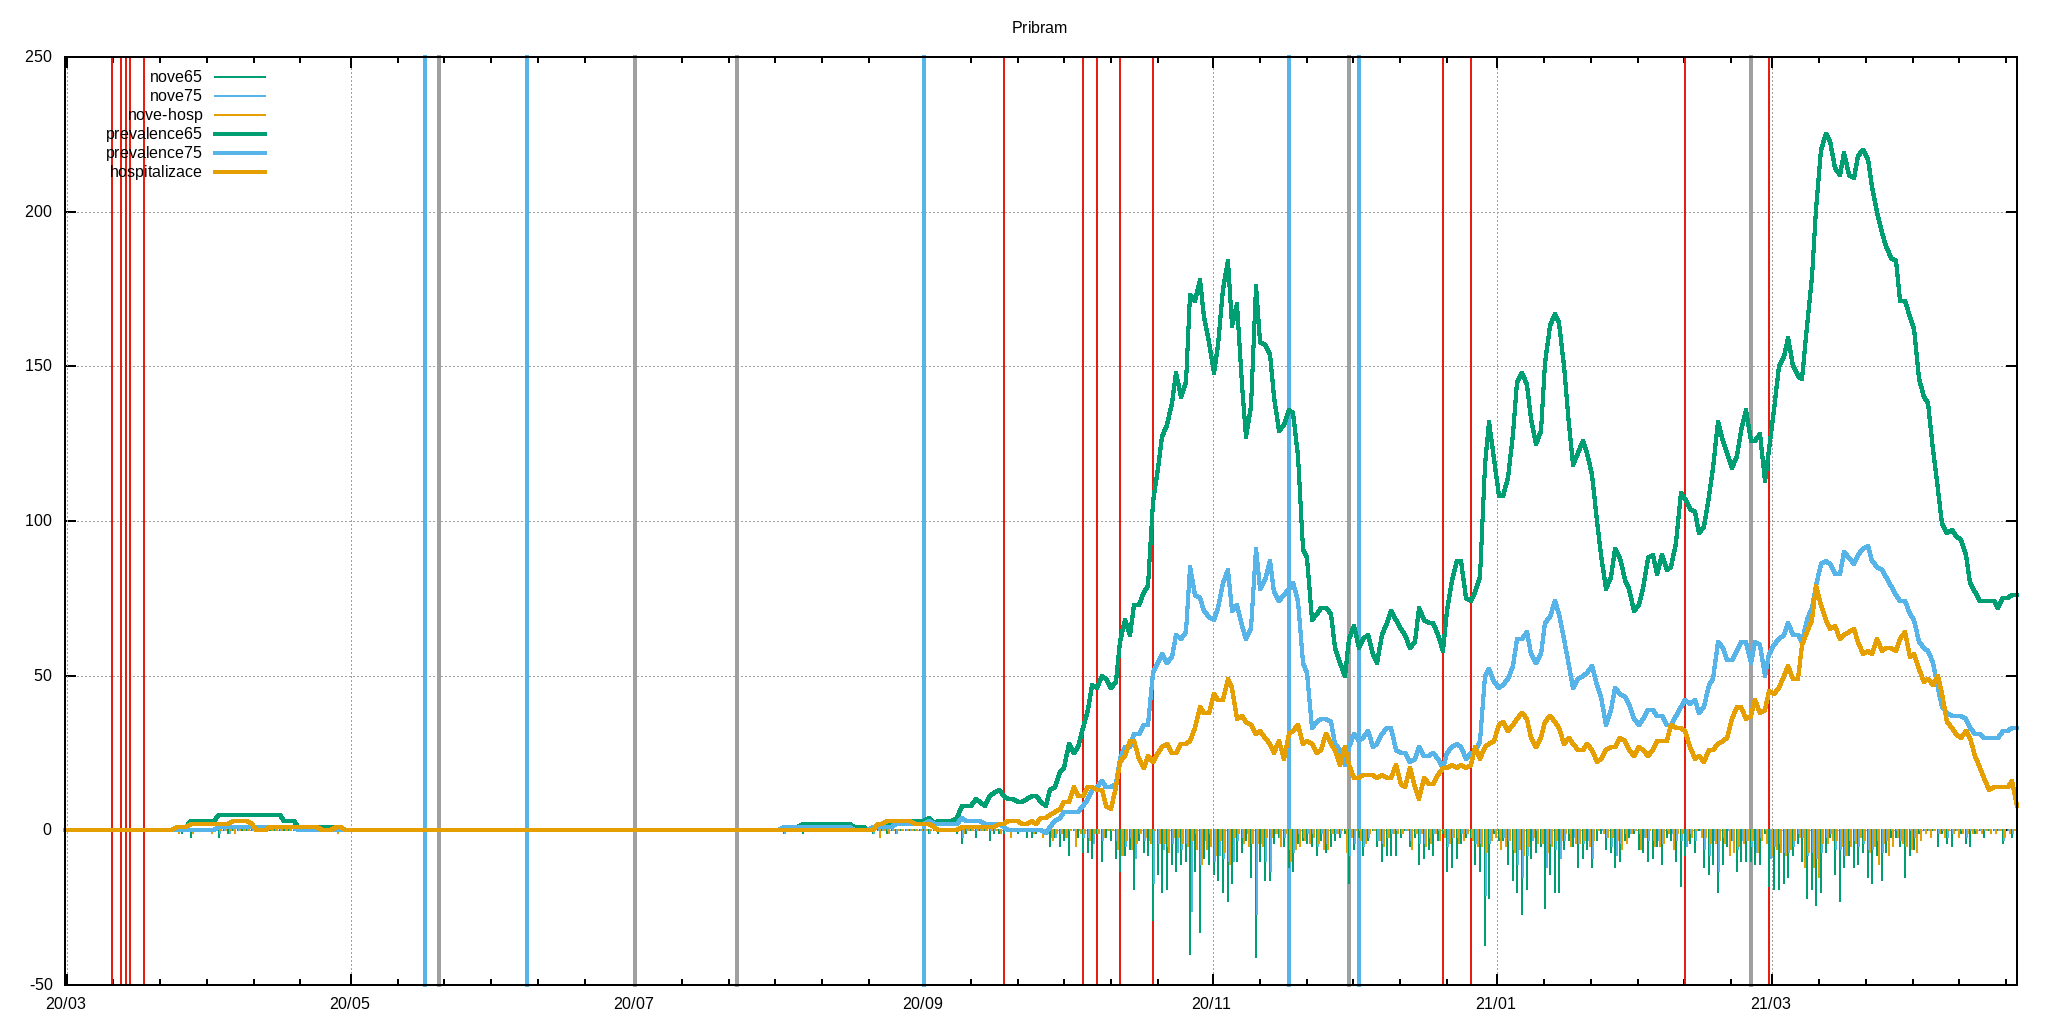 Pribram
250
nove65
nove75
nove-hosp
prevalence65
prevalence75
hospitalizace
200
150
100
50
0
-50
20/03 20/05 20/07 20/09 20/11 21/01 21/03